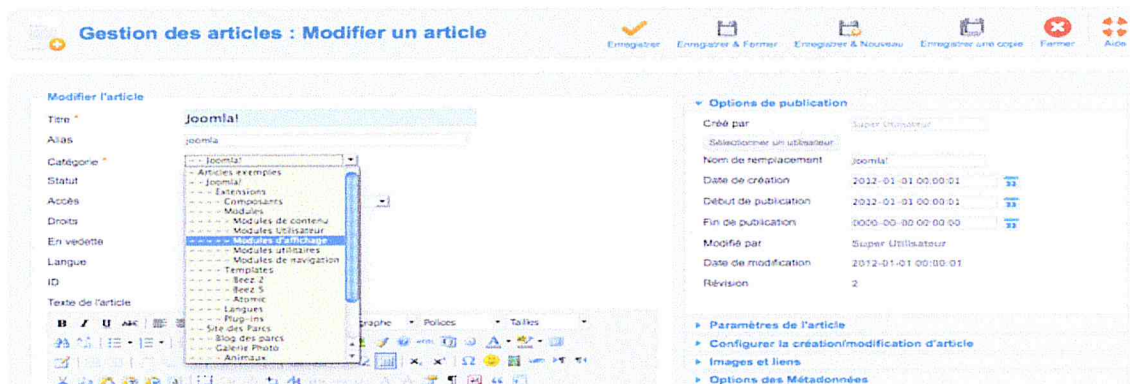 Gestion des articles : Modifier un article
Enregistrer
Enregistrer & Fermer
Enregistrer & Nouveau
Enregistrer une copie
Fermer
Aide
Modifier l'article
Titre *
Joomla!
Alias
joomla
Catégorie *
- - Joomla!
Statut
Accès
Droits
En vedette
Langue
ID
Texte de l'article
- Articles exemples
- - Joomla!
- - - Extensions
- - - - Composants
- - - - Modules
- - - - - Modules de contenu
- - - - - Modules Utilisateur
- - - - - Modules d'affichage
- - - - - Modules utilitaires
- - - - - Modules de navigation
- - - - Templates
- - - - - Beez 2
- - - - - Beez 5
- - - - - Atomic
- - - - Langues
- - - - Plug-ins
- - Site des Parcs
- - - Blog des parcs
- - - Galerie Photo
- - - - Animaux
B I U ABC
raphe
Polices
Tailles
Options de publication
Créé par
Super Utilisateur
Sélectionner un utilisateur
Nom de remplacement
Joomla!
Date de création
2012-01-01 00:00:01
23
Début de publication
2012-01-01 00:00:01
23
Fin de publication
0000-00-00 00:00:00
23
Modifié par
Super Utilisateur
Date de modification
2012-01-01 00:00:01
Révision
2
Paramètres de l'article
Configurer la création/modification d'article
Images et liens
Options des Métadonnées